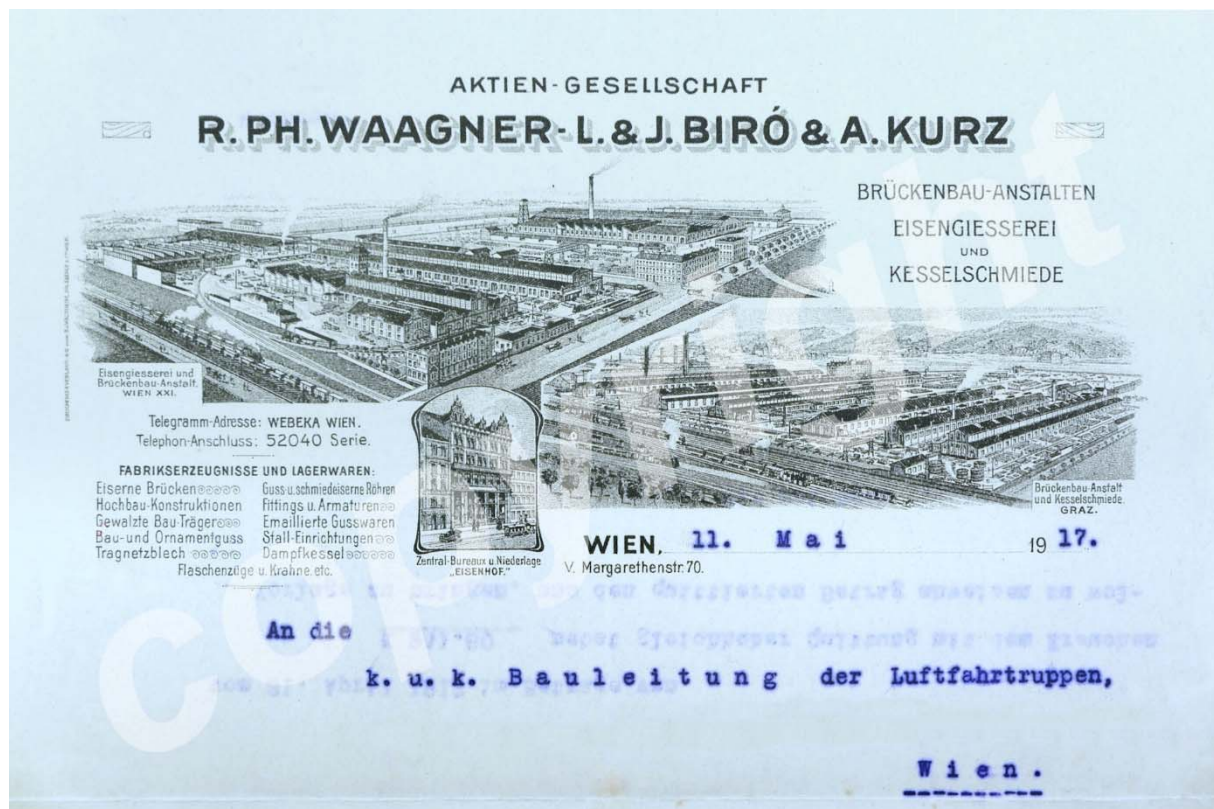 AKTIEN-GESELLSCHAFT
R. PH. WAAGNER-L. & J. BIRÓ & A. KURZ
BRÜCKENBAU-ANSTALTEN
EISENGIESSEREI
UND
KESSELSCHMIEDE
Eisengiesserei und
Brückenbau-Anstalt.
WIEN XXI.
Telegramm-Adresse: WEBEKA WIEN.
Telephon-Anschluss: 52040 Serie.
FABRIKSERZEUGNISSE UND LAGERWAREN:
Eiserne Brücken Guss-u. schmiedeiserne Röhren
Hochbau-Konstruktionen Fittings u. Armaturen
Gewalzte Bau-Träger Emaillierte Gusswaren
Bau-und Ornamentguss Stall-Einrichtungen
Tragnetzblech Dampfkessel
Flaschenzüge u. Krahne. etc.
Zentral-Bureaux u. Niederlage
„EISENHOF."
Brückenbau-Anstalt
und Kesselschmiede.
GRAZ.
WIEN, 11. Mai 1917.
V. Margarethenstr. 70.
An die
k. u. k. Bauleitung der Luftfahrtruppen,
Wien.
copyright